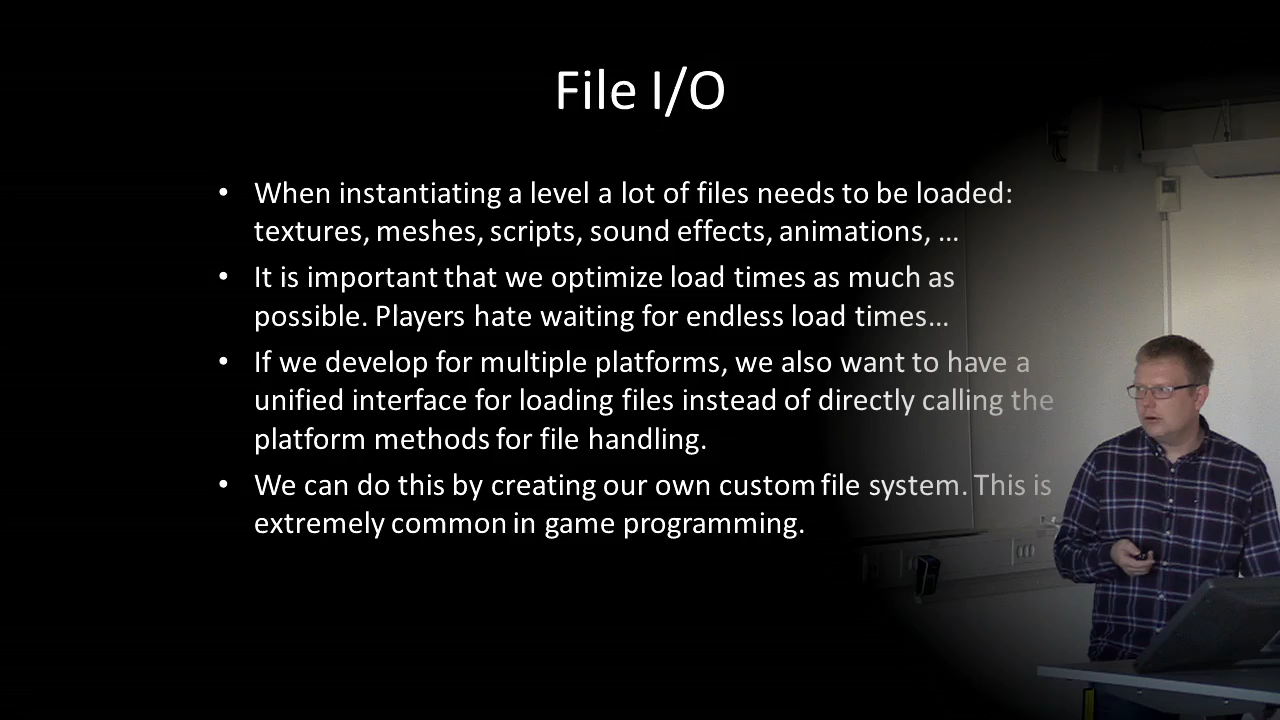 File I/O
• When instantiating a level a lot of files needs to be loaded:
textures, meshes, scripts, sound effects, animations, ...
• It is important that we optimize load times as much as
possible. Players hate waiting for endless load times...
• If we develop for multiple platforms, we also want to have a
unified interface for loading files instead of directly calling the
platform methods for file handling.
• We can do this by creating our own custom file system. This is
extremely common in game programming.